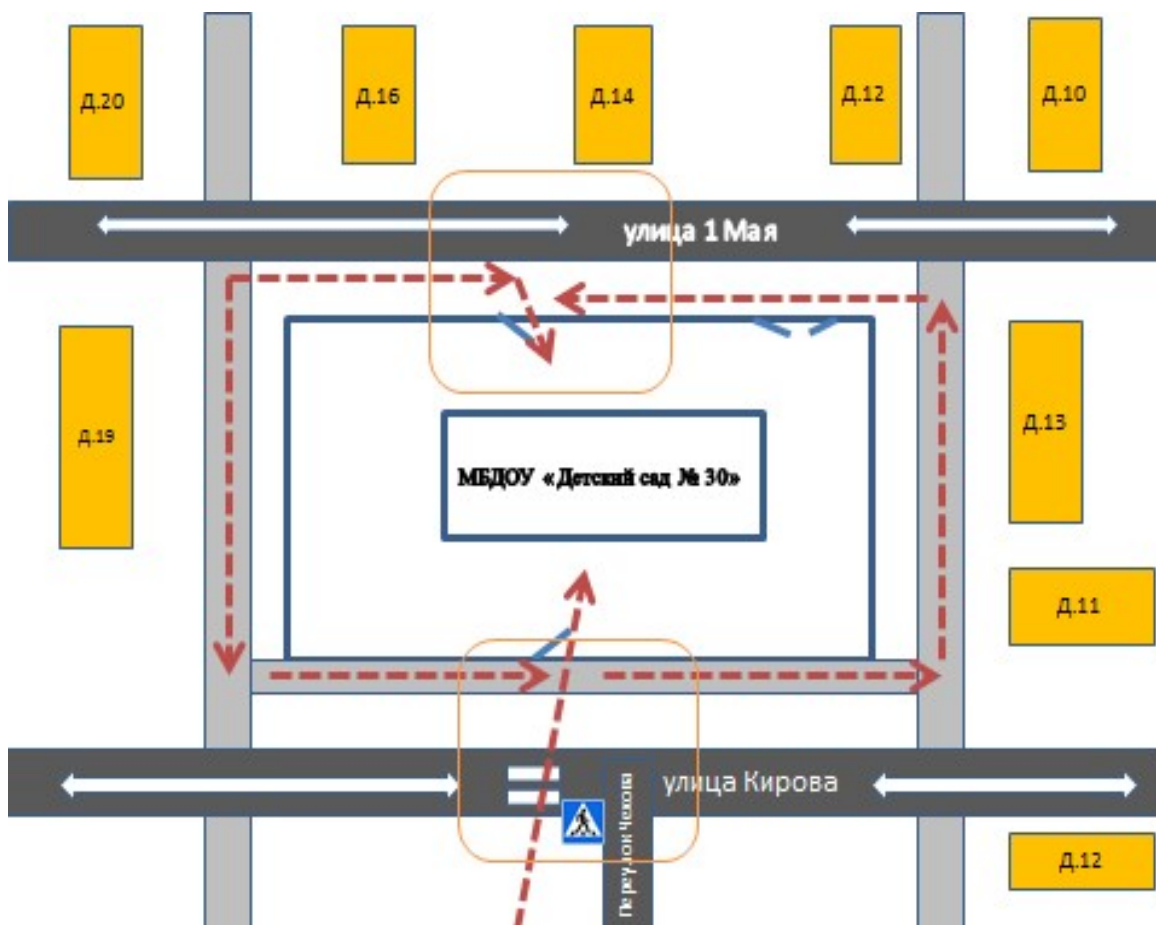 Д.20
Д.16
Д.14
Д.12
Д.10
улица 1 Мая
Д.19
Д.13
МБДОУ «Детский сад № 30»
Д.11
улица Кирова
Переулок Чехова
Д.12